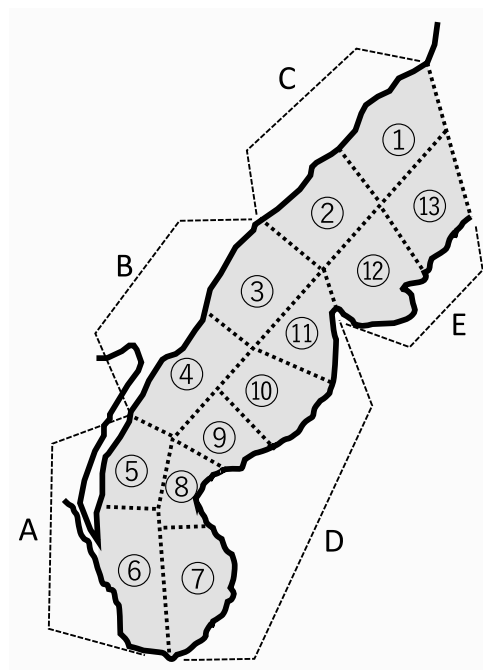 C
①
②
⑬
B
③
⑫
⑪
E
④
⑩
⑨
⑤
⑧
A
D
⑥
⑦